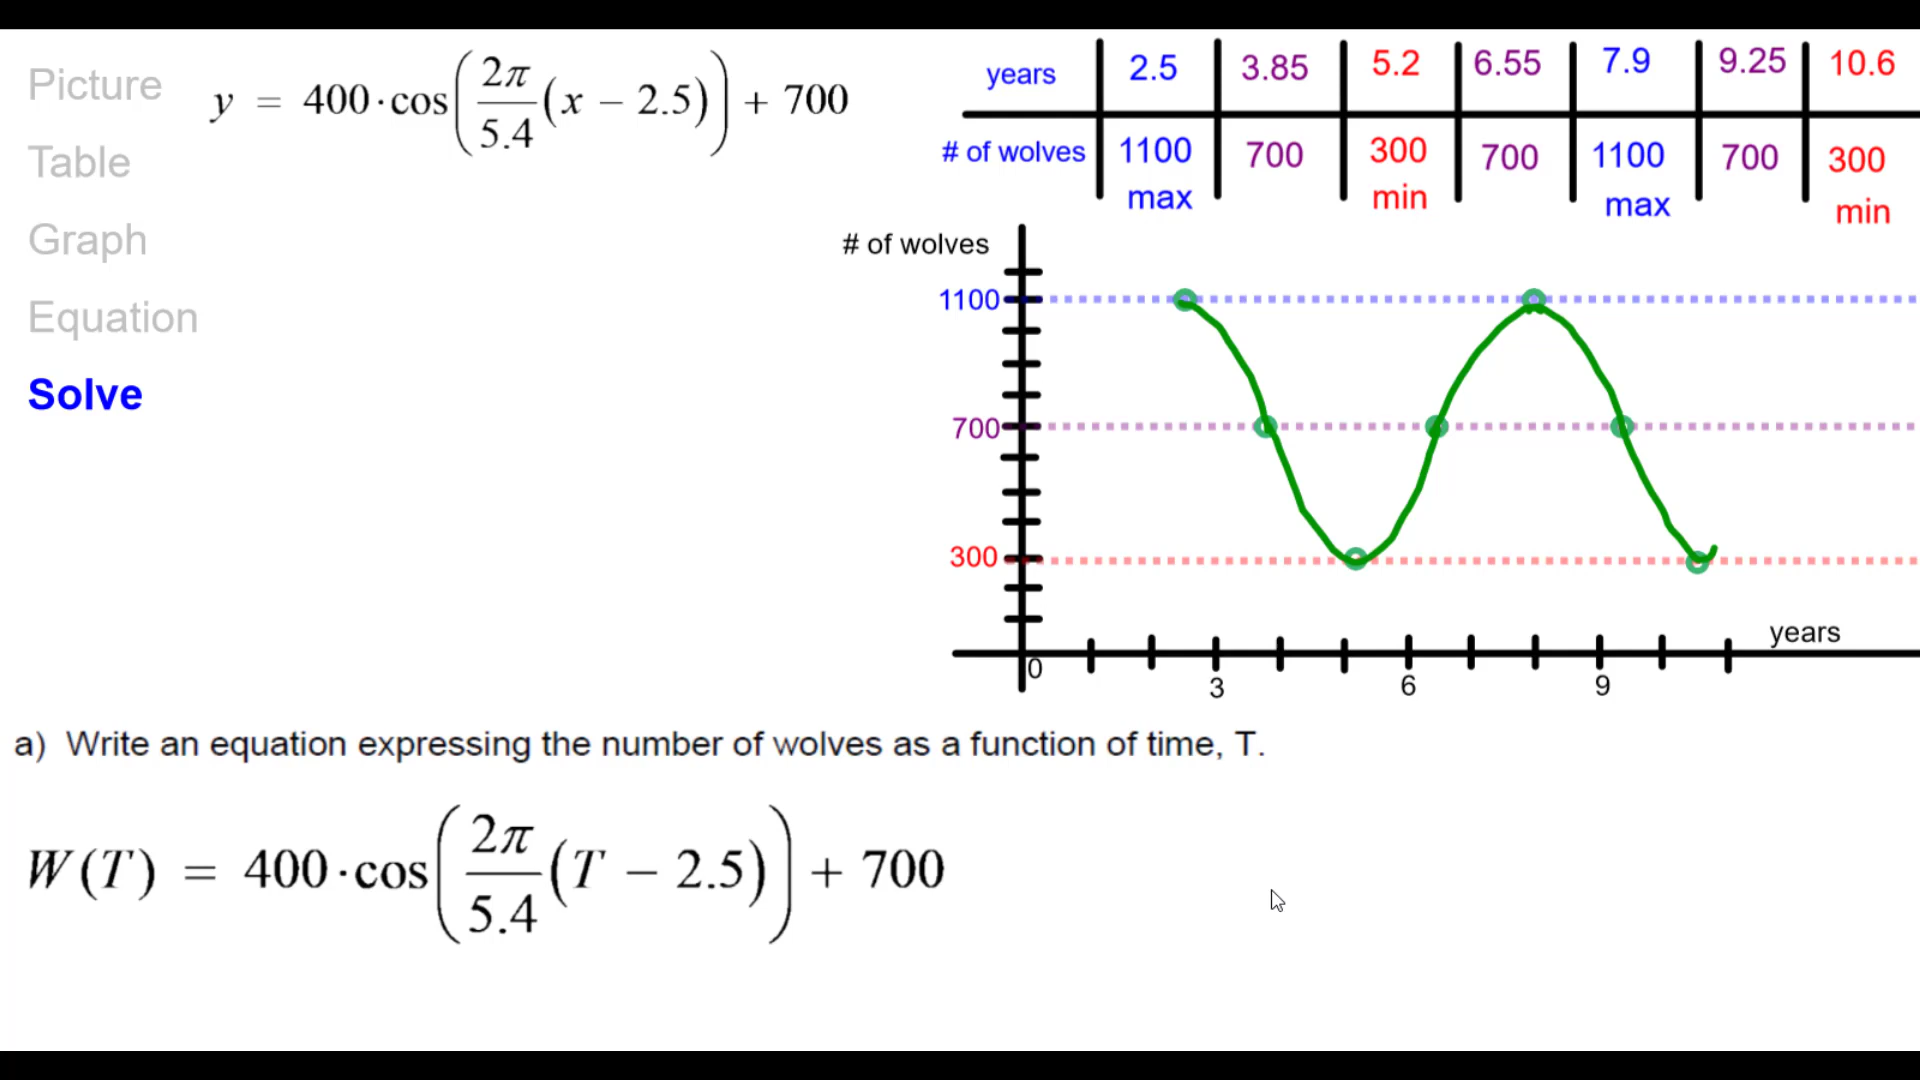 Picture
Table
Graph
Equation
Solve
y = 400·cos(2π/5.4 (x − 2.5)) + 700
years 2.5 3.85 5.2 6.55 7.9 9.25 10.6
# of wolves 1100 700 300 700 1100 700 300
max min max min
# of wolves
1100
700
300
years
0 3 6 9
a) Write an equation expressing the number of wolves as a function of time, T.
W(T) = 400·cos(2π/5.4 (T − 2.5)) + 700